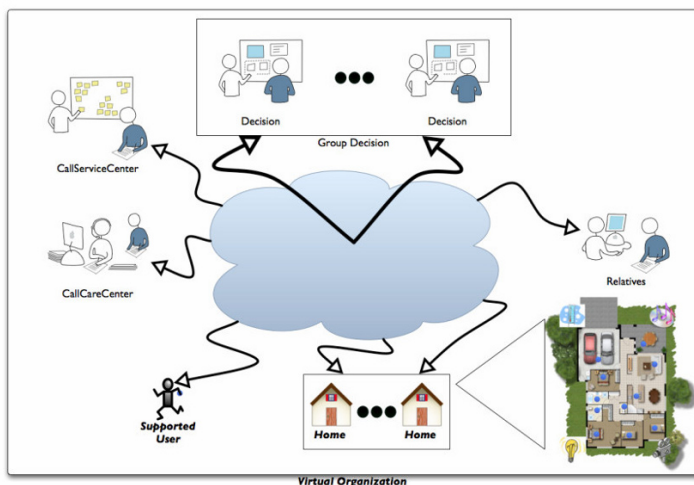 Decision
Decision
Group Decision
CallServiceCenter
CallCareCenter
Relatives
Supported
User
Home
Home
Virtual Organization